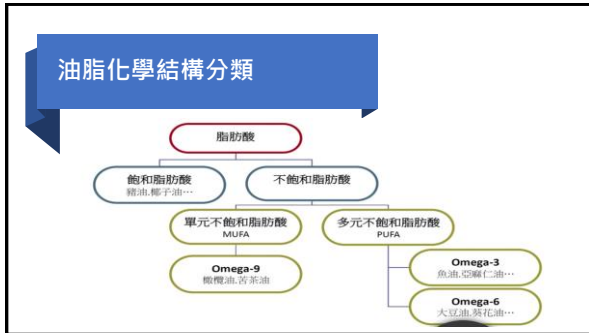 油脂化學結構分類
脂肪酸
飽和脂肪酸
豬油.椰子油…
不飽和脂肪酸
單元不飽和脂肪酸
MUFA
多元不飽和脂肪酸
PUFA
Omega-9
橄欖油.苦茶油
Omega-3
魚油.亞麻仁油…
Omega-6
大豆油.葵花油…